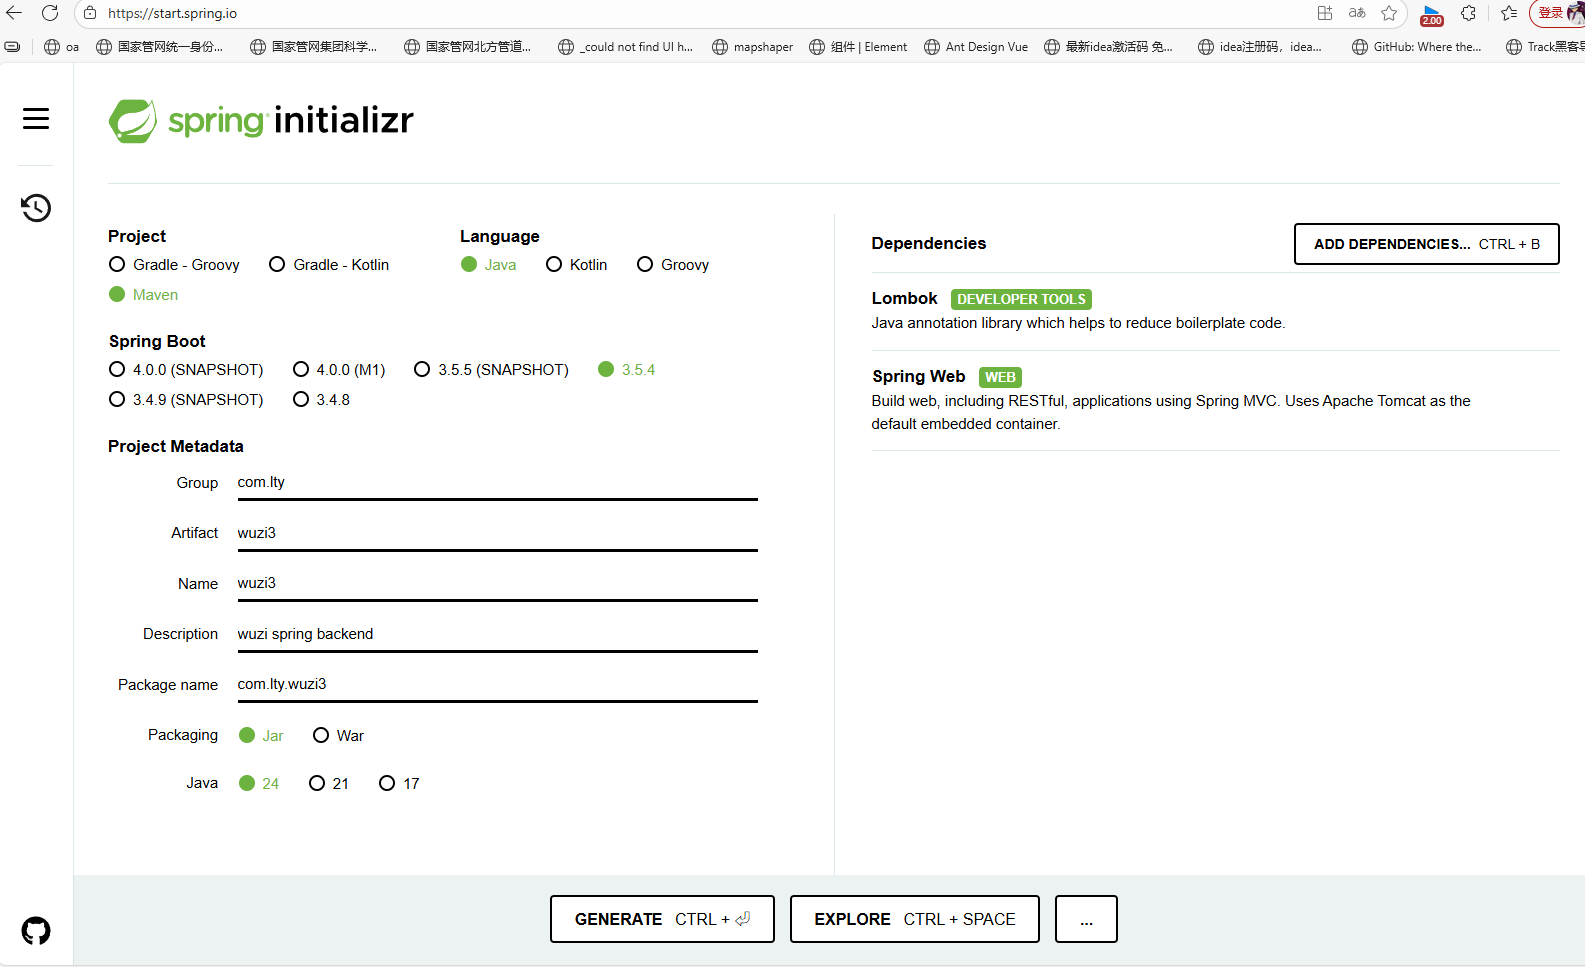 https://start.spring.io
aあ
2.00
登录
oa
国家管网统一身份...
国家管网集团科学...
国家管网北方管道...
_could not find UI h...
mapshaper
组件 | Element
Ant Design Vue
最新idea激活码 免...
idea注册码，idea...
GitHub: Where the...
Track黑客导
spring initializr
Project
Gradle - Groovy
Gradle - Kotlin
Maven
Language
Java
Kotlin
Groovy
Spring Boot
4.0.0 (SNAPSHOT)
4.0.0 (M1)
3.5.5 (SNAPSHOT)
3.5.4
3.4.9 (SNAPSHOT)
3.4.8
Project Metadata
Group com.lty
Artifact wuzi3
Name wuzi3
Description wuzi spring backend
Package name com.lty.wuzi3
Packaging Jar War
Java 24 21 17
Dependencies
ADD DEPENDENCIES... CTRL + B
Lombok DEVELOPER TOOLS
Java annotation library which helps to reduce boilerplate code.
Spring Web WEB
Build web, including RESTful, applications using Spring MVC. Uses Apache Tomcat as the
default embedded container.
GENERATE CTRL + ⏎
EXPLORE CTRL + SPACE
...